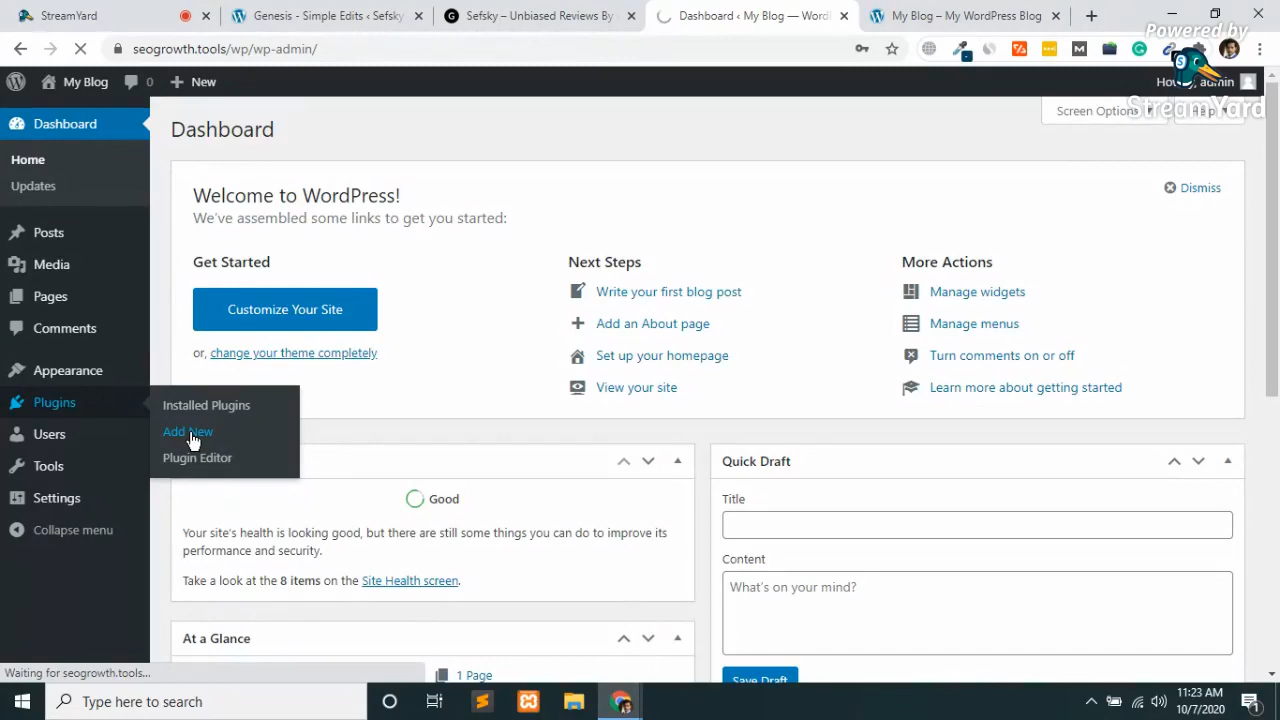 StreamYard
Genesis - Simple Edits ‹ Sefsky
Sefsky – Unbiased Reviews By
Dashboard ‹ My Blog — Word
My Blog – My WordPress Blog
Powered by
StreamYard
seogrowth.tools/wp/wp-admin/
My Blog
0
New
Howdy, admin
Screen Options
Help
Dashboard
Home
Updates
Posts
Media
Pages
Comments
Appearance
Plugins
Installed Plugins
Add New
Plugin Editor
Users
Tools
Settings
Collapse menu
Dashboard
Welcome to WordPress!
Dismiss
We've assembled some links to get you started:
Get Started
Customize Your Site
or, change your theme completely
Next Steps
Write your first blog post
Add an About page
Set up your homepage
View your site
More Actions
Manage widgets
Manage menus
Turn comments on or off
Learn more about getting started
Good
Your site's health is looking good, but there are still some things you can do to improve its
performance and security.
Take a look at the 8 items on the Site Health screen.
At a Glance
1 Page
Quick Draft
Title
Content
What's on your mind?
Save Draft
Waiting for seogrowth.tools...
Type here to search
11:23 AM
10/7/2020